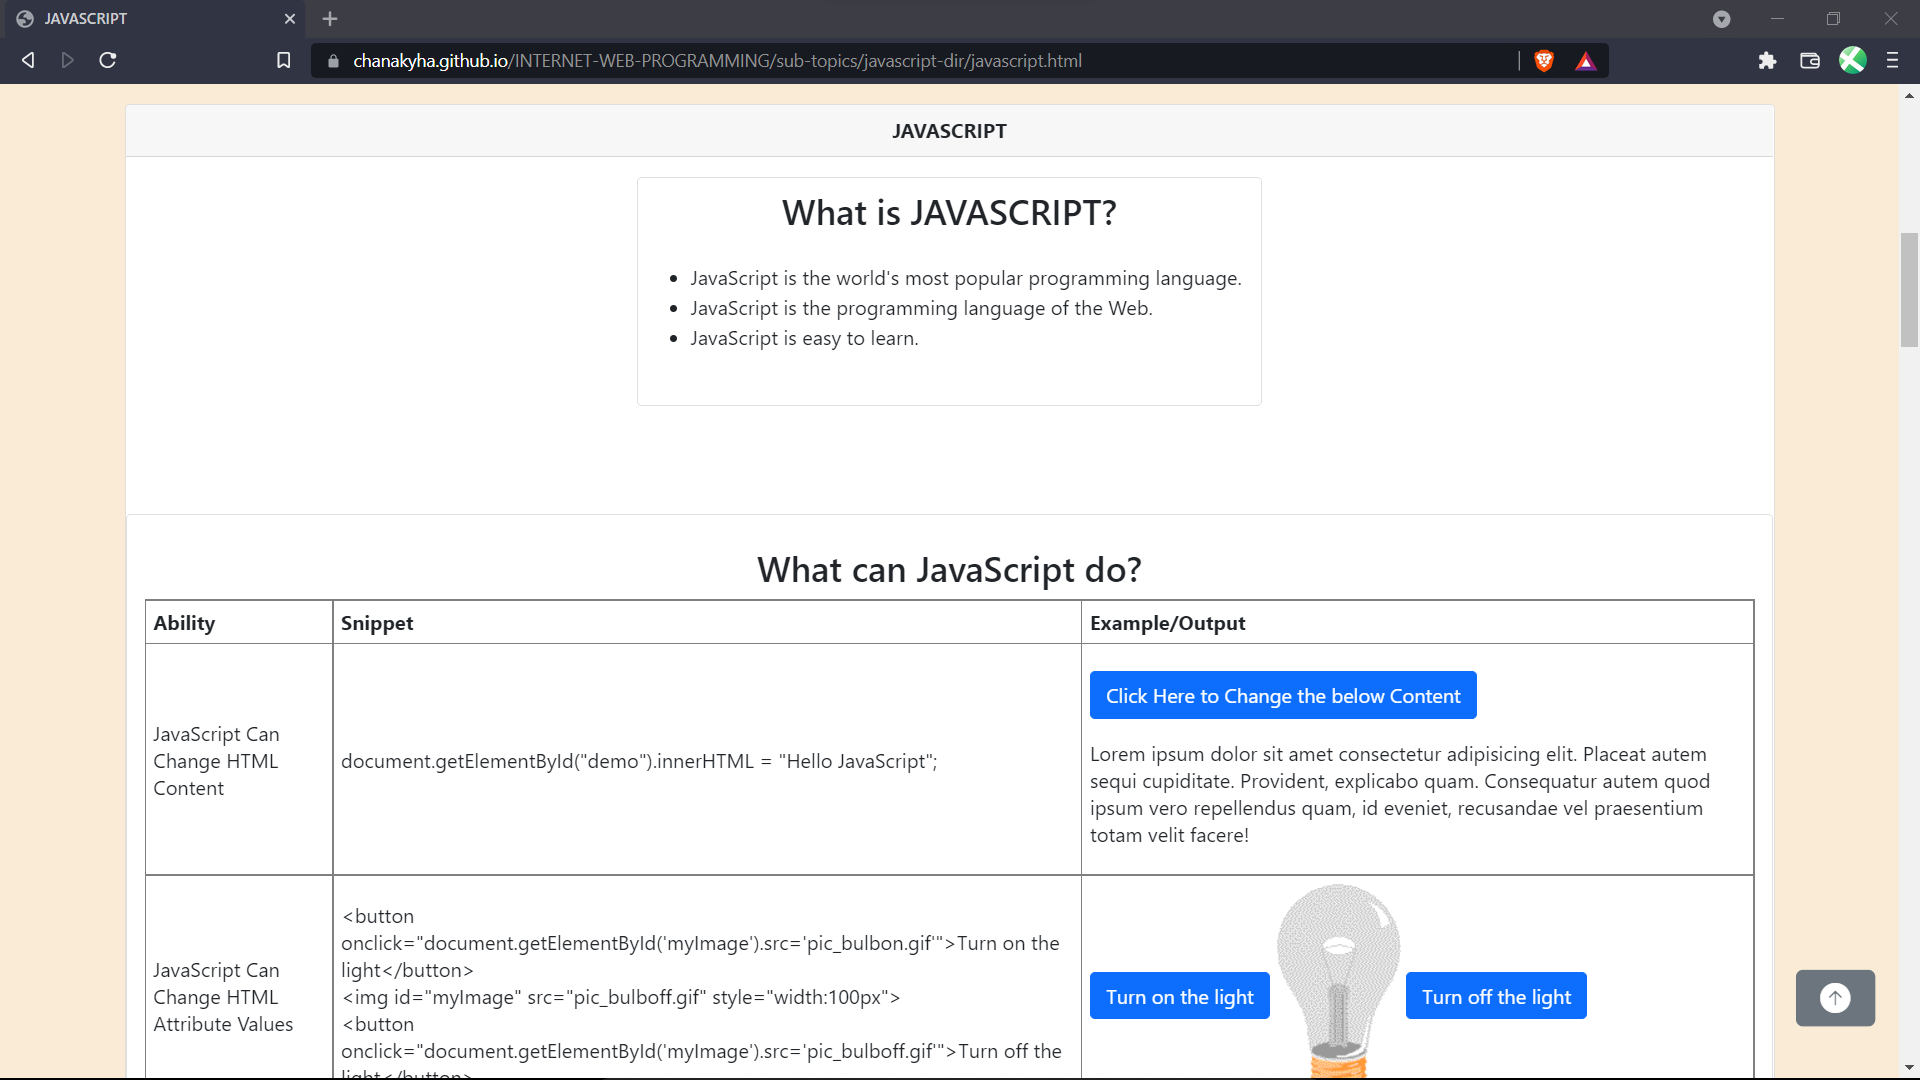 JAVASCRIPT
chanakyha.github.io/INTERNET-WEB-PROGRAMMING/sub-topics/javascript-dir/javascript.html
JAVASCRIPT
What is JAVASCRIPT?
JavaScript is the world's most popular programming language.
JavaScript is the programming language of the Web.
JavaScript is easy to learn.
What can JavaScript do?
Ability
Snippet
Example/Output
JavaScript Can
Change HTML
Content
document.getElementById("demo").innerHTML = "Hello JavaScript";
Click Here to Change the below Content
Lorem ipsum dolor sit amet consectetur adipisicing elit. Placeat autem
sequi cupiditate. Provident, explicabo quam. Consequatur autem quod
ipsum vero repellendus quam, id eveniet, recusandae vel praesentium
totam velit facere!
JavaScript Can
Change HTML
Attribute Values
<button
onclick="document.getElementById('myImage').src='pic_bulbon.gif'">Turn on the
light</button>
<img id="myImage" src="pic_bulboff.gif" style="width:100px">
<button
onclick="document.getElementById('myImage').src='pic_bulboff.gif'">Turn off the
light</button>
Turn on the light
Turn off the light